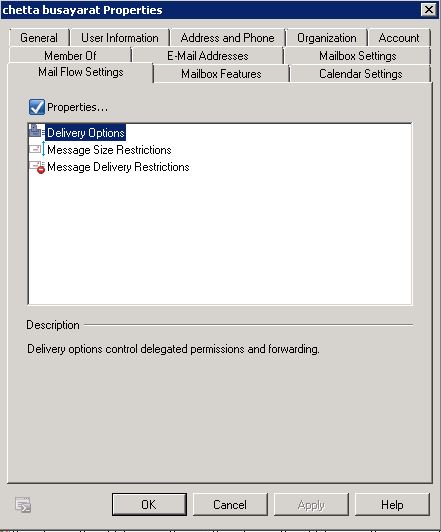 chetta busayarat Properties
General User Information Address and Phone Organization Account
Member Of E-Mail Addresses Mailbox Settings
Mail Flow Settings Mailbox Features Calendar Settings
Properties...
Delivery Options
Message Size Restrictions
Message Delivery Restrictions
Description
Delivery options control delegated permissions and forwarding.
OK Cancel Apply Help